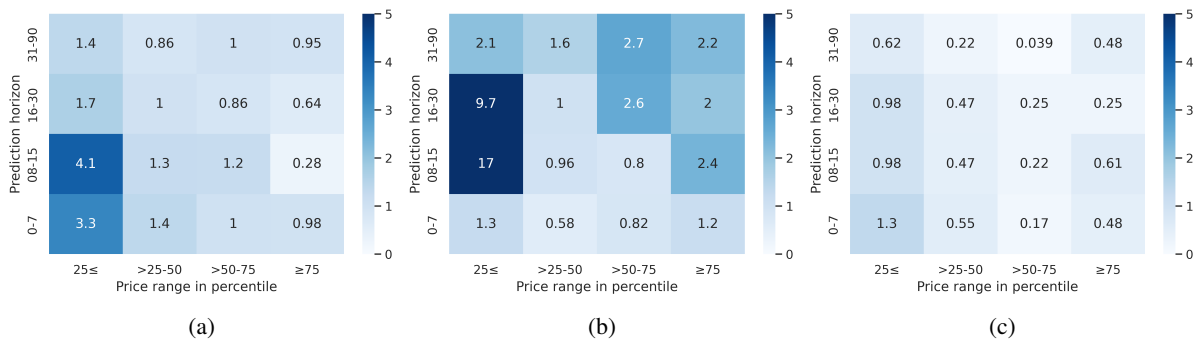 Prediction horizon
31-90 1.4 0.86 1 0.95
16-30 1.7 1 0.86 0.64
08-15 4.1 1.3 1.2 0.28
0-7 3.3 1.4 1 0.98
25≤ >25-50 >50-75 ≥75
Price range in percentile
5
4
3
2
1
0
(a)
Prediction horizon
31-90 2.1 1.6 2.7 2.2
16-30 9.7 1 2.6 2
08-15 17 0.96 0.8 2.4
0-7 1.3 0.58 0.82 1.2
25≤ >25-50 >50-75 ≥75
Price range in percentile
5
4
3
2
1
0
(b)
Prediction horizon
31-90 0.62 0.22 0.039 0.48
16-30 0.98 0.47 0.25 0.25
08-15 0.98 0.47 0.22 0.61
0-7 1.3 0.55 0.17 0.48
25≤ >25-50 >50-75 ≥75
Price range in percentile
5
4
3
2
1
0
(c)